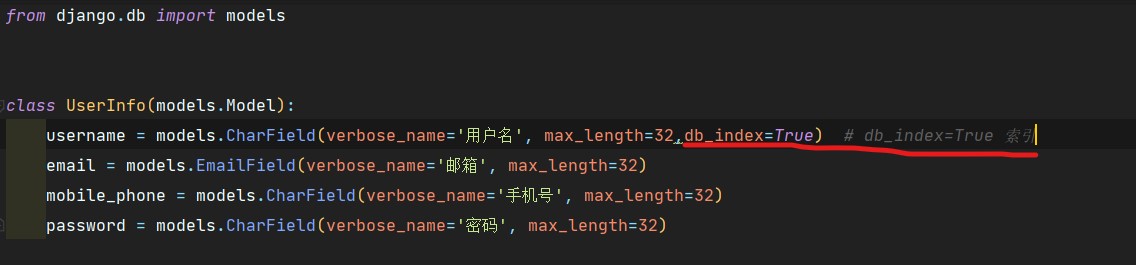 from django.db import models
class UserInfo(models.Model):
username = models.CharField(verbose_name='用户名', max_length=32,db_index=True)  # db_index=True 索引
email = models.EmailField(verbose_name='邮箱', max_length=32)
mobile_phone = models.CharField(verbose_name='手机号', max_length=32)
password = models.CharField(verbose_name='密码', max_length=32)